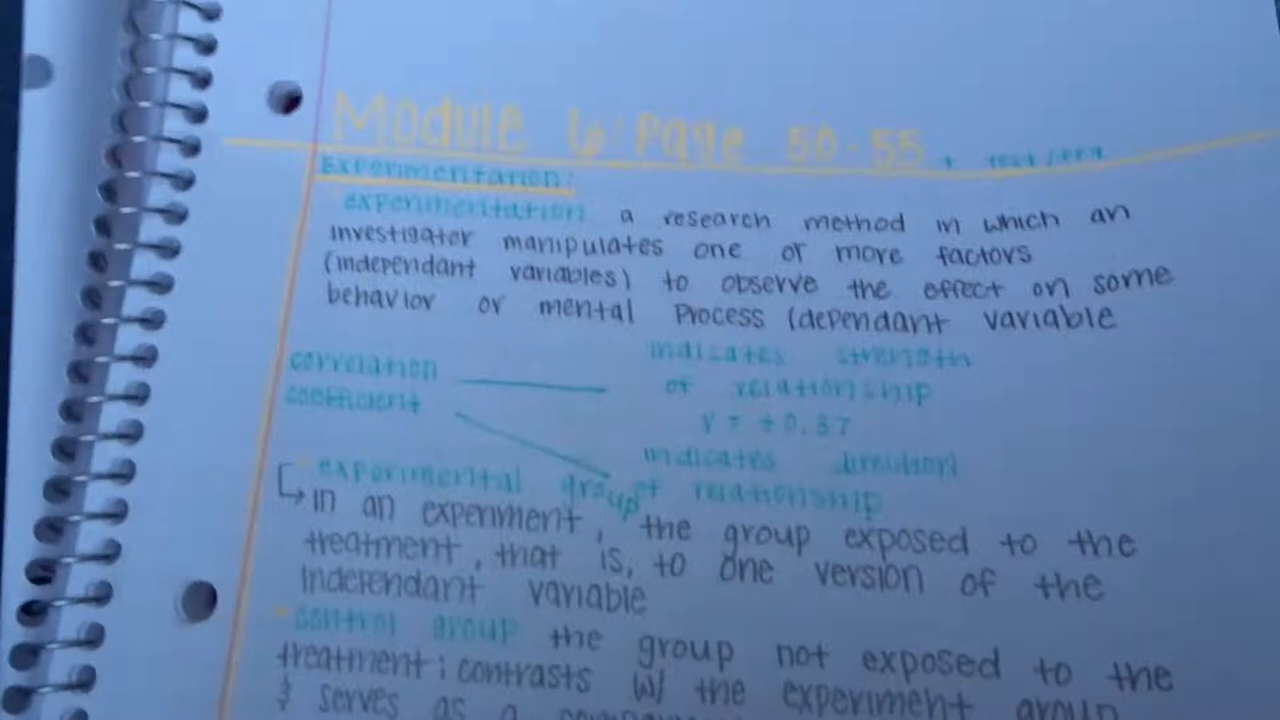 Module 6: Page 50-55 +
Experimentation:
experimentation a research method in which an
investigator manipulates one or more factors
(independant variables) to observe the effect on some
behavior or mental Process (dependant variable
correlation
coefficient
indicates strength
of relationship
r = +0.37
indicates direction
of relationship
experimental group
↳ in an experiment, the group exposed to the
treatment, that is, to one version of the
independant variable
• control group the group not exposed to the
treatment; contrasts w/ the experiment group
& serves as a